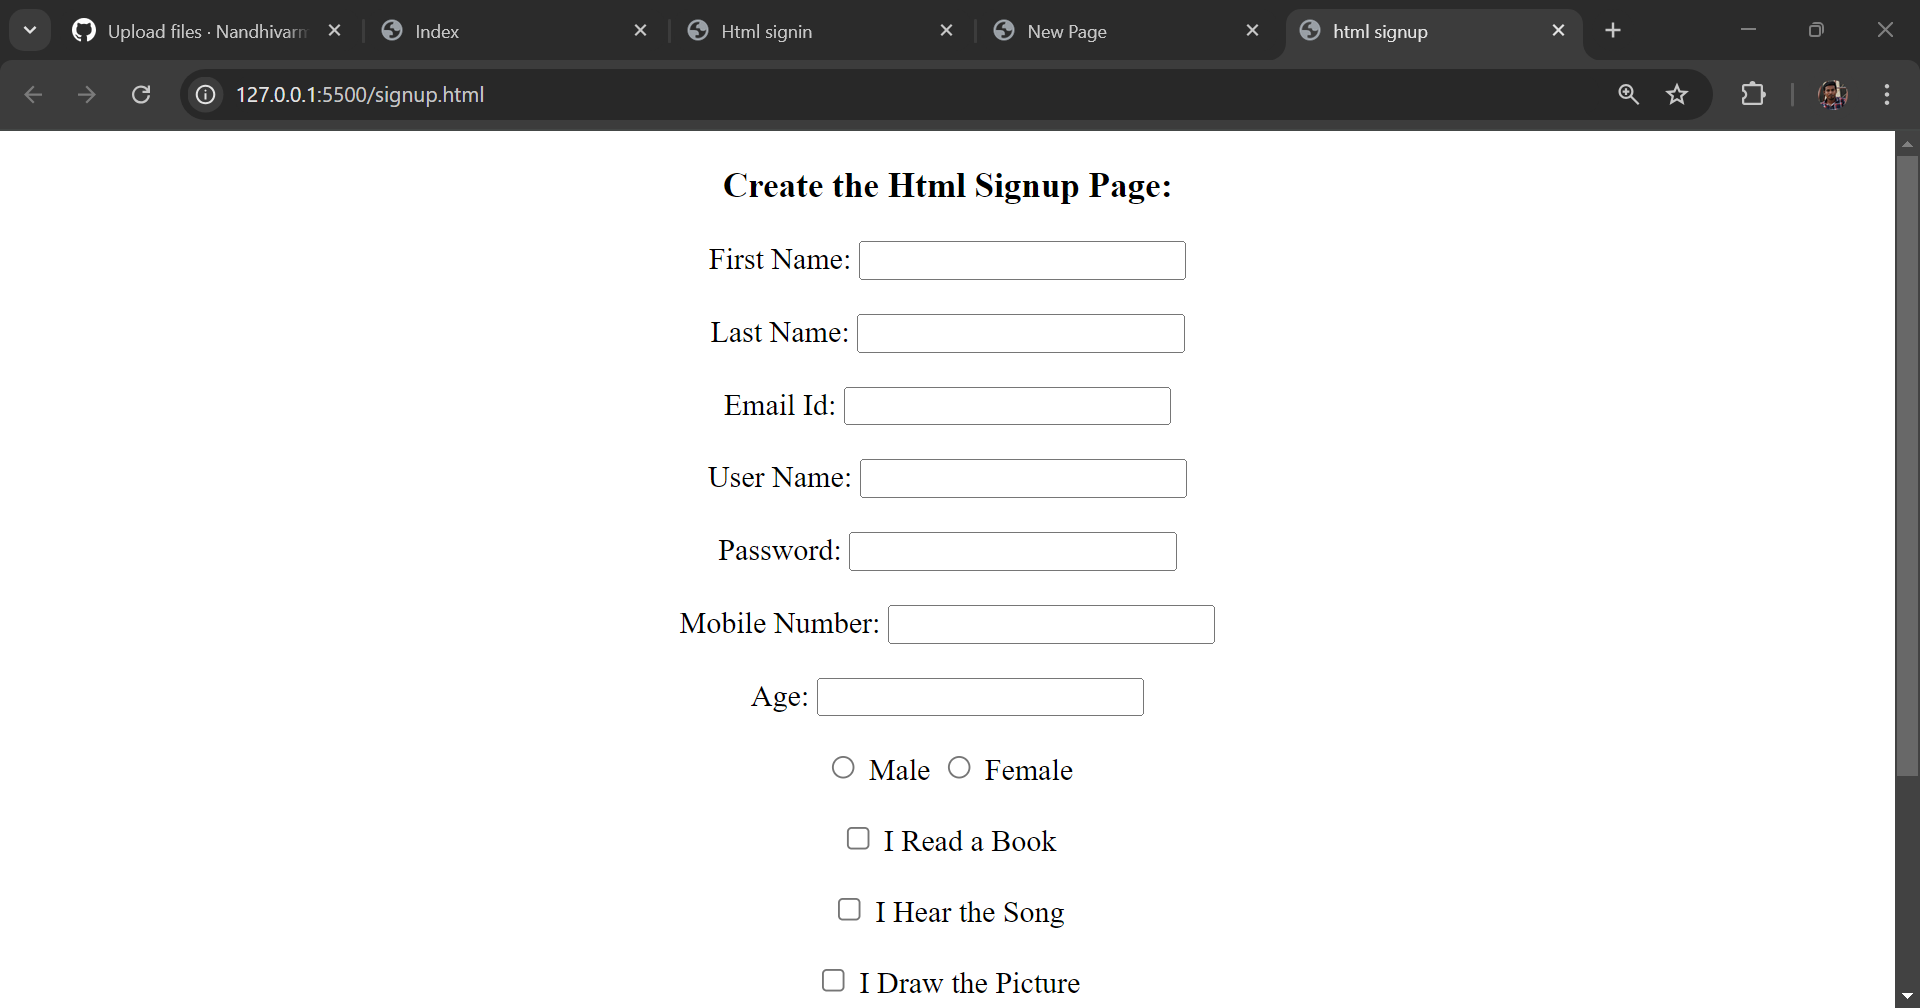 Upload files · Nandhivarm
Index
Html signin
New Page
html signup
127.0.0.1:5500/signup.html
Create the Html Signup Page:
First Name:
Last Name:
Email Id:
User Name:
Password:
Mobile Number:
Age:
Male Female
I Read a Book
I Hear the Song
I Draw the Picture